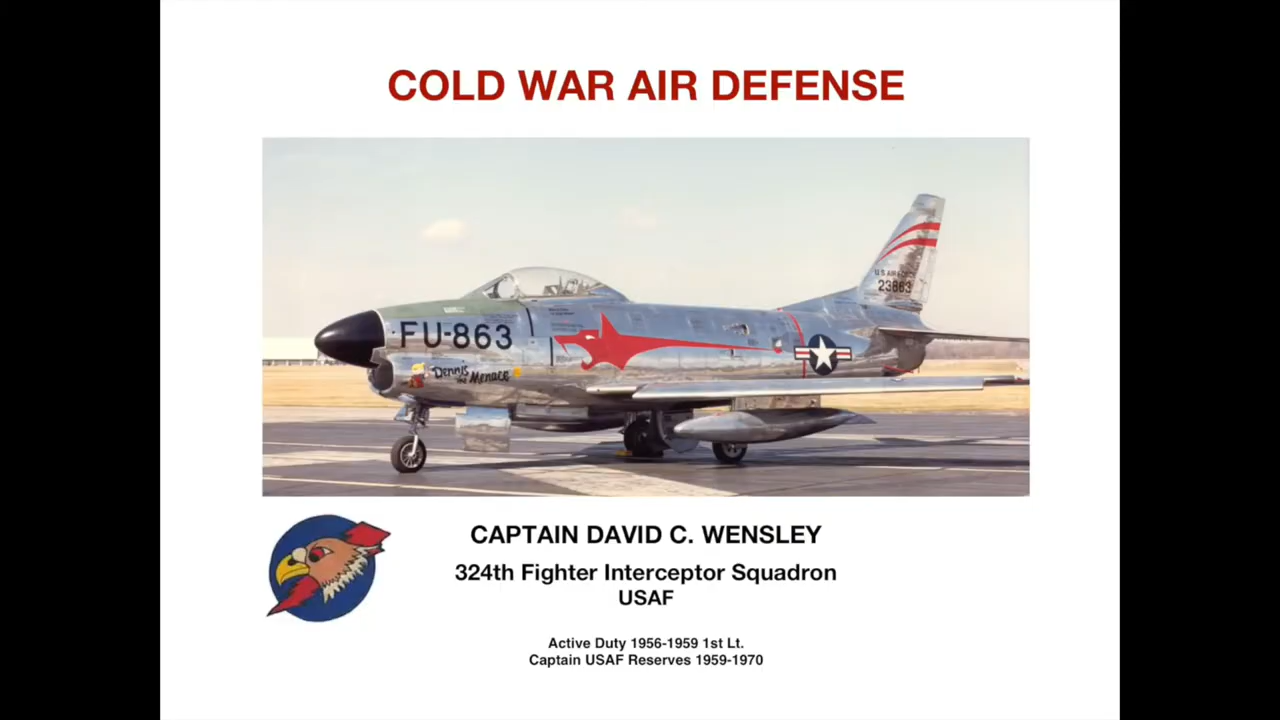 COLD WAR AIR DEFENSE
U.S. AIR FORCE
23863
FU-863
Dennis
the Menace
CAPTAIN DAVID C. WENSLEY
324th Fighter Interceptor Squadron
USAF
Active Duty 1956-1959 1st Lt.
Captain USAF Reserves 1959-1970